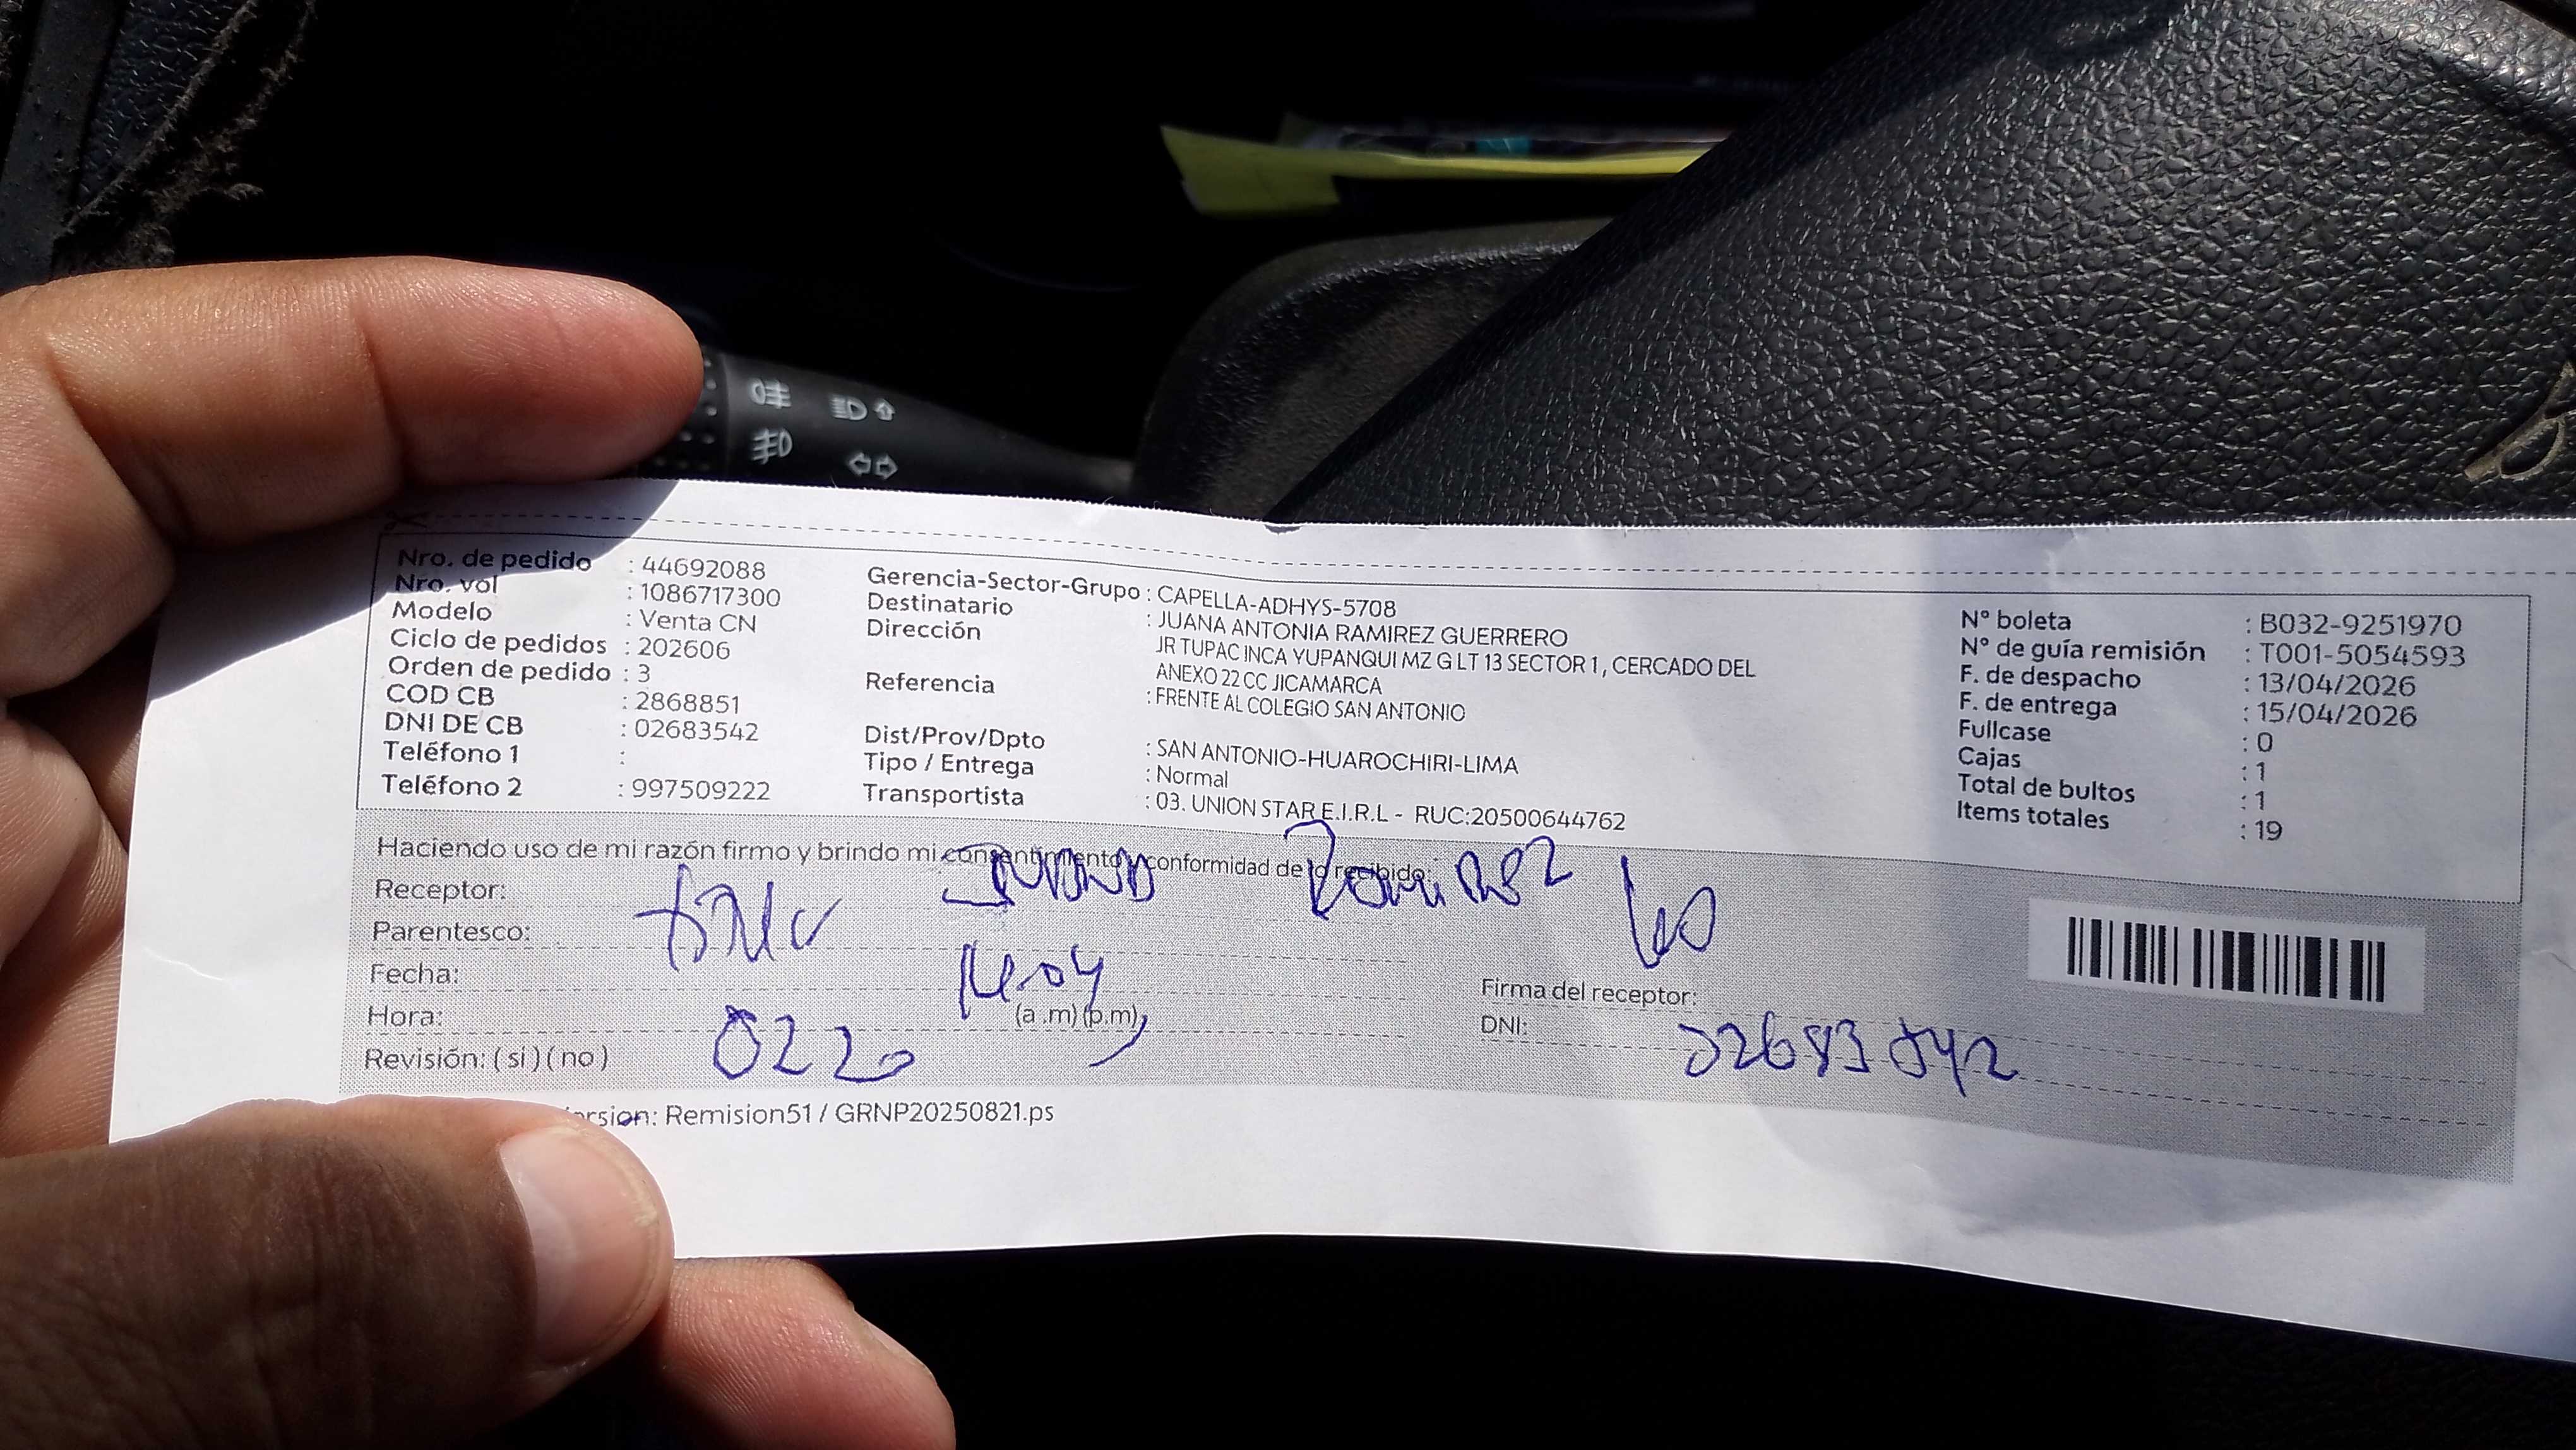 Nro. de pedido : 44692088
Nro. vol : 1086717300
Modelo : Venta CN
Ciclo de pedidos : 202606
Orden de pedido : 3
COD CB : 2868851
DNI DE CB : 02683542
Teléfono 1 :
Teléfono 2 : 997509222
Gerencia-Sector-Grupo : CAPELLA-ADHYS-5708
Destinatario : JUANA ANTONIA RAMIREZ GUERRERO
Dirección JR TUPAC INCA YUPANQUI MZ G LT 13 SECTOR 1, CERCADO DEL
ANEXO 22 CC JICAMARCA
Referencia : FRENTE AL COLEGIO SAN ANTONIO
Dist/Prov/Dpto : SAN ANTONIO-HUAROCHIRI-LIMA
Tipo / Entrega : Normal
Transportista : 03. UNION STAR E.I.R.L - RUC:20500644762
N° boleta : B032-9251970
N° de guía remisión : T001-5054593
F. de despacho : 13/04/2026
F. de entrega : 15/04/2026
Fullcase : 0
Cajas : 1
Total de bultos : 1
Items totales : 19
Haciendo uso de mi razón firmo y brindo mi consentimiento conformidad de lo recibido:
Receptor:
Parentesco:
Fecha:
Hora: (a .m) (p.m)
Revisión: ( si ) ( no )
Firma del receptor:
DNI: 02683542
rsion: Remision51 / GRNP20250821.ps